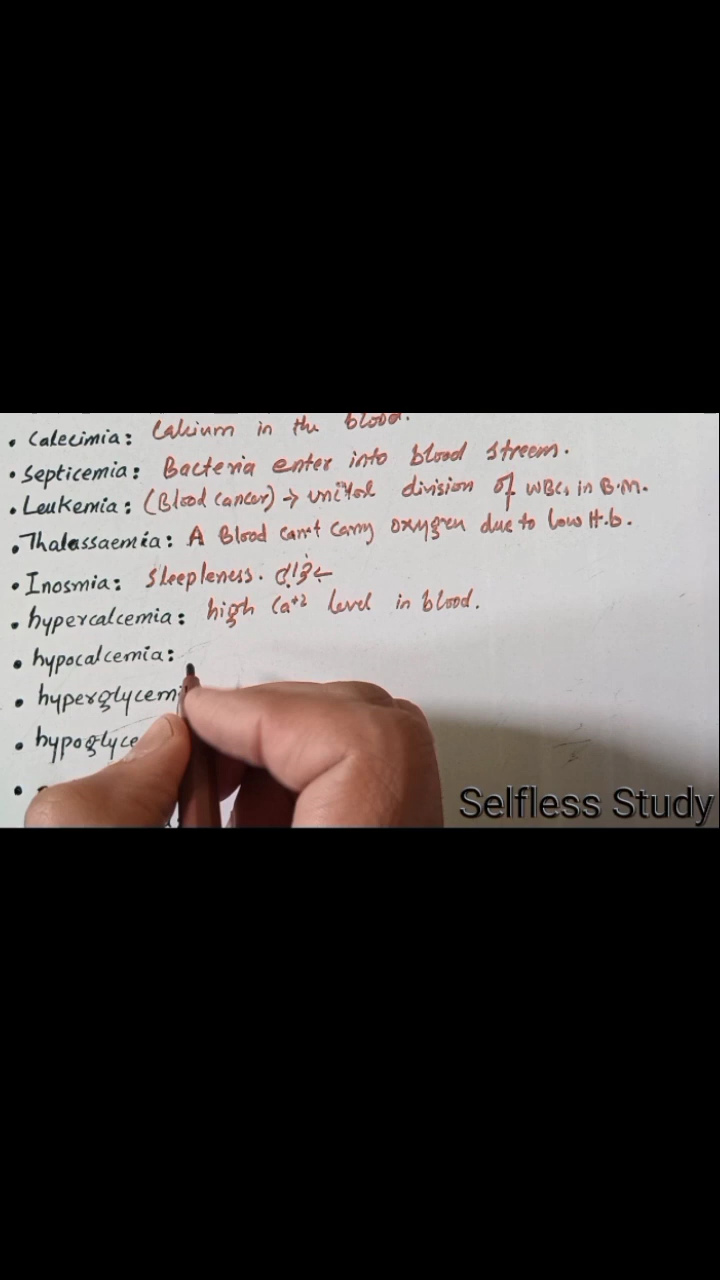 • Calecimia: Calcium in the blood.
• Septicemia: Bacteria enter into blood streem.
• Leukemia: (Blood cancer) → division of WBCs in B.M.
• Thalassaemia: A Blood can't carry oxygen due to low H.b.
• Inosmia: Sleepleness.
• hypercalcemia: high Ca+2 level in blood.
• hypocalcemia:
• hyperglycem
• hypoglyce
•
Selfless Study